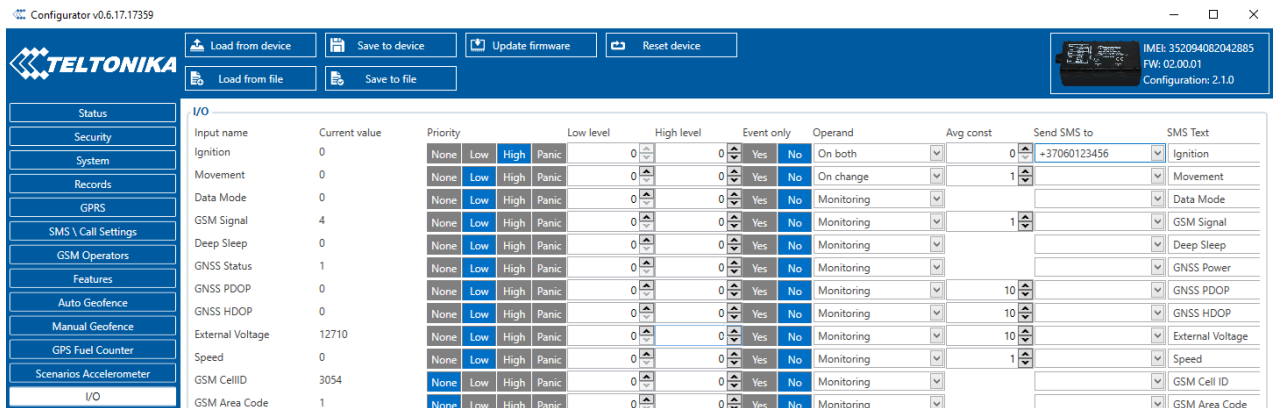 Configurator v0.6.17.17359
TELTONIKA
Load from device Save to device Update firmware Reset device
Load from file Save to file
IMEI: 352094082042885
FW: 02.00.01
Configuration: 2.1.0
Status
Security
System
Records
GPRS
SMS \ Call Settings
GSM Operators
Features
Auto Geofence
Manual Geofence
GPS Fuel Counter
Scenarios Accelerometer
I/O
I/O
Input name Current value Priority Low level High level Event only Operand Avg const Send SMS to SMS Text
Ignition 0 None Low High Panic 0 0 Yes No On both 0 +37060123456 Ignition
Movement 0 None Low High Panic 0 0 Yes No On change 1 Movement
Data Mode 0 None Low High Panic 0 0 Yes No Monitoring Data Mode
GSM Signal 4 None Low High Panic 0 0 Yes No Monitoring 1 GSM Signal
Deep Sleep 0 None Low High Panic 0 0 Yes No Monitoring Deep Sleep
GNSS Status 1 None Low High Panic 0 0 Yes No Monitoring GNSS Power
GNSS PDOP 0 None Low High Panic 0 0 Yes No Monitoring 10 GNSS PDOP
GNSS HDOP 0 None Low High Panic 0 0 Yes No Monitoring 10 GNSS HDOP
External Voltage 12710 None Low High Panic 0 0 Yes No Monitoring 10 External Voltage
Speed 0 None Low High Panic 0 0 Yes No Monitoring 1 Speed
GSM CellID 3054 None Low High Panic 0 0 Yes No Monitoring GSM Cell ID
GSM Area Code 1 None Low High Panic 0 0 Yes No Monitoring GSM Area Code